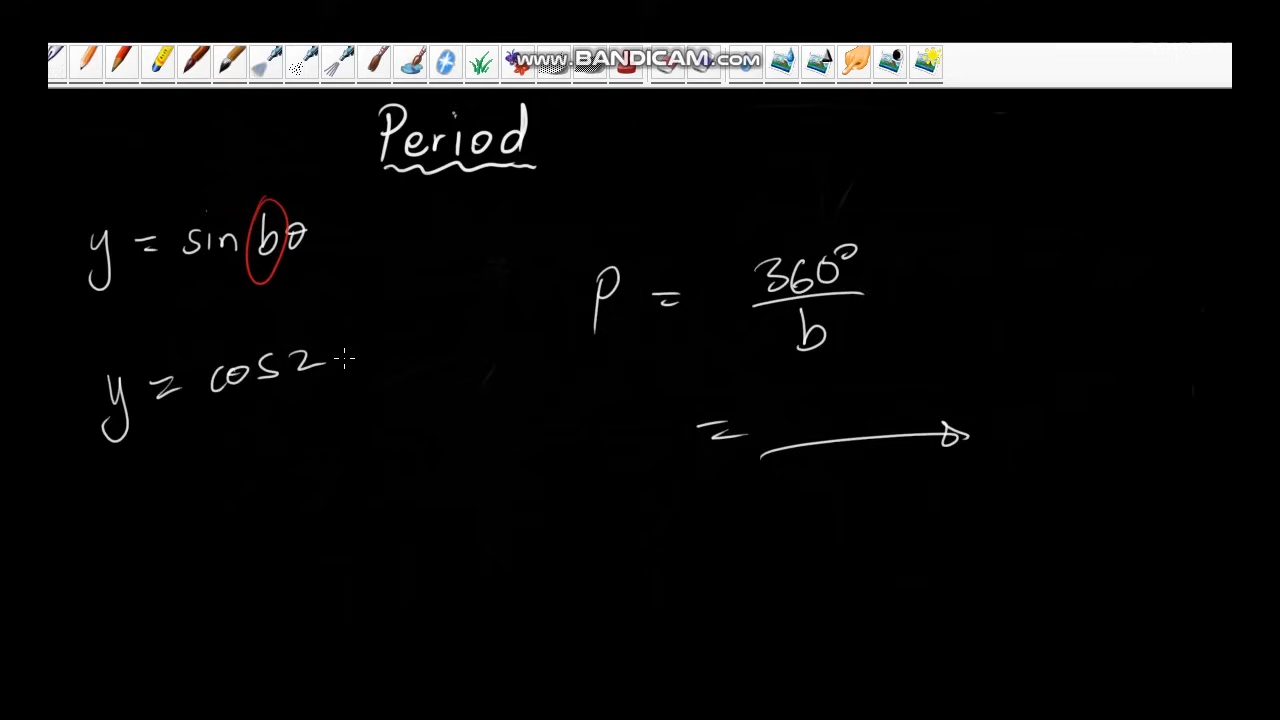 www.BANDICAM.com
Period
y = sin bθ
P = 360°/b
y = cos 2
=